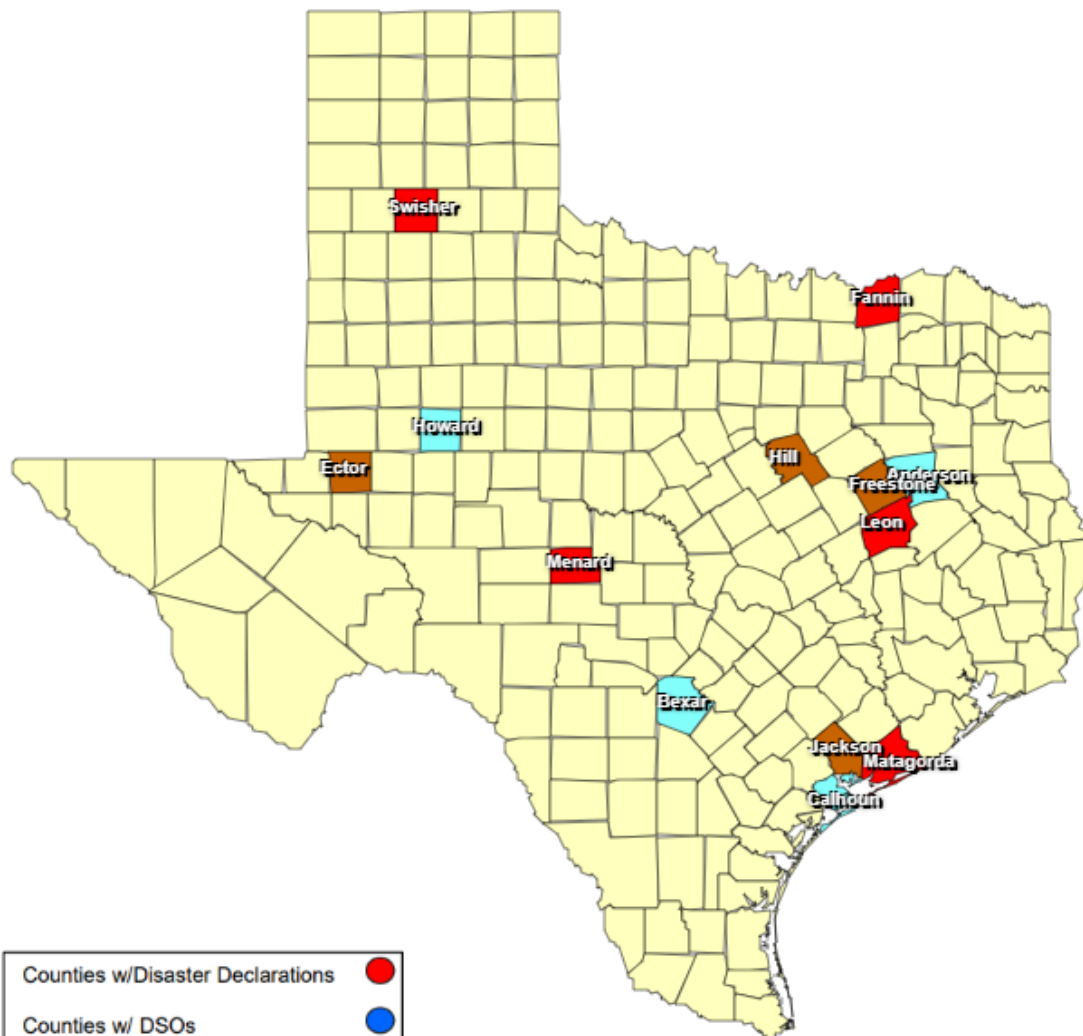 Swisher
Fannin
Howard
Hill
Ector
Anderson
Freestone
Leon
Menard
Bexar
Jackson
Matagorda
Calhoun
Counties w/Disaster Declarations
Counties w/ DSOs